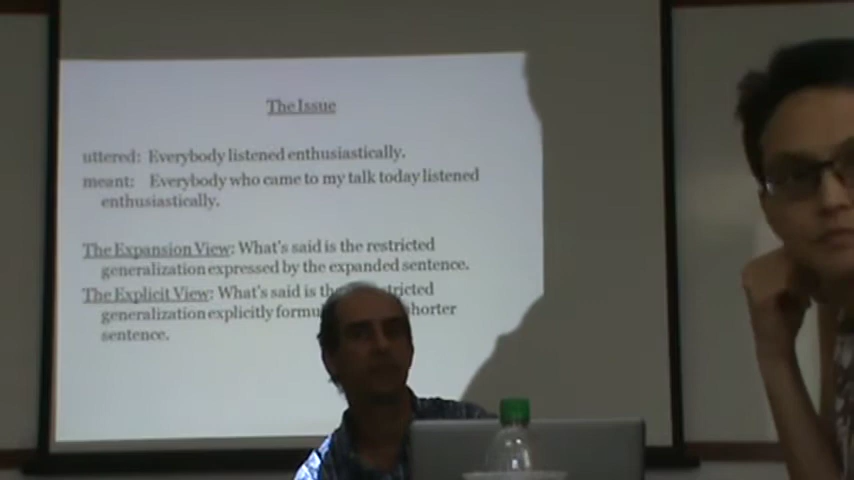 The Issue
uttered: Everybody listened enthusiastically.
meant: Everybody who came to my talk today listened
enthusiastically.
The Expansion View: What's said is the restricted
generalization expressed by the expanded sentence.
The Explicit View: What's said is the
generalization explicitly
sentence.